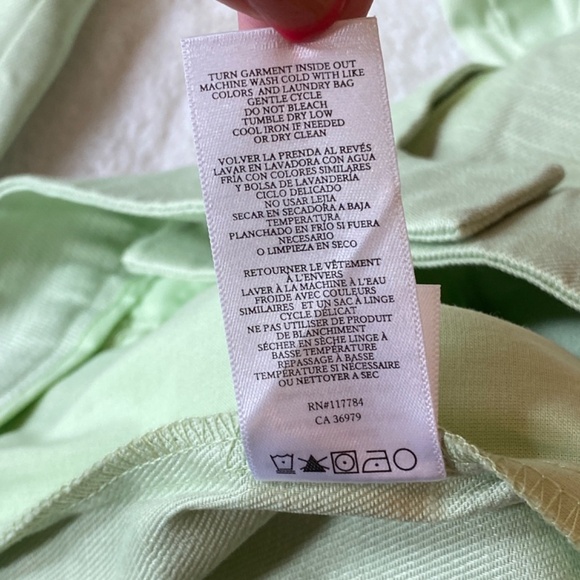 TURN GARMENT INSIDE OUT
MACHINE WASH COLD WITH LIKE
COLORS AND LAUNDRY BAG
GENTLE CYCLE
DO NOT BLEACH
TUMBLE DRY LOW
COOL IRON IF NEEDED
OR DRY CLEAN
VOLVER LA PRENDA AL REVÉS
LAVAR EN LAVADORA CON AGUA
FRÍA CON COLORES SIMILARES
Y BOLSA DE LAVANDERÍA
CICLO DELICADO
NO USAR LEJIA
SECAR EN SECADORA A BAJA
TEMPERATURA
PLANCHADO EN FRÍO SI FUERA
NECESARIO
O LIMPIEZA EN SECO
RETOURNER LE VÊTEMENT
À L'ENVERS
LAVER À LA MACHINE À L'EAU
FROIDE AVEC COULEURS
SIMILAIRES ET UN SAC À LINGE
CYCLE DÉLICAT
NE PAS UTILISER DE PRODUIT
DE BLANCHIMENT
SÉCHER EN SÈCHE LINGE À
BASSE TEMPÉRATURE
REPASSAGE À BASSE
TEMPÉRATURE SI NÉCESSAIRE
OU NETTOYER A SEC
RN#117784
CA 36979